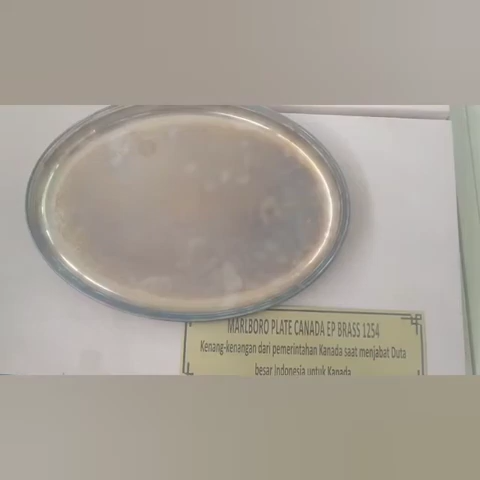 MARLBORO PLATE CANADA EP BRASS 1254
Kenang-kenangan dari pemerintahan Kanada saat menjabat Duta
besar Indonesia untuk Kanada